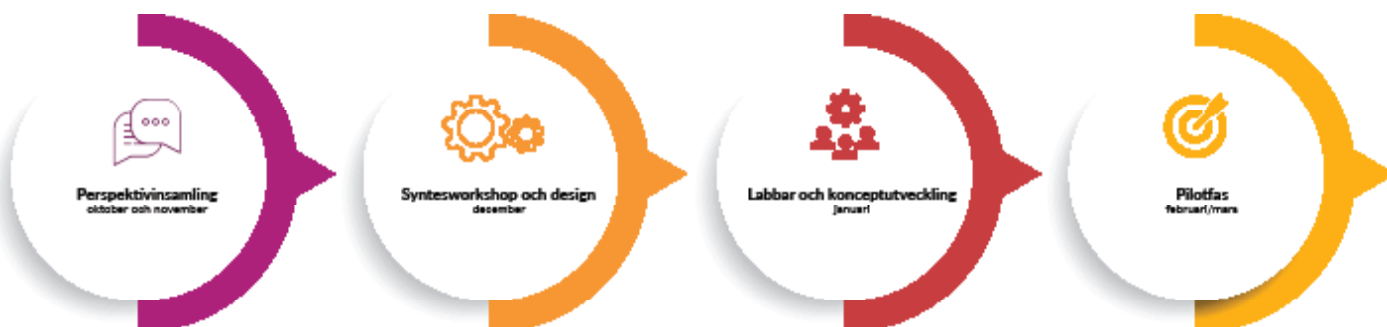 Perspektivinsamling
oktober och november
Syntesworkshop och design
december
Labbar och konceptutveckling
januari
Pilotfas
februari/mars